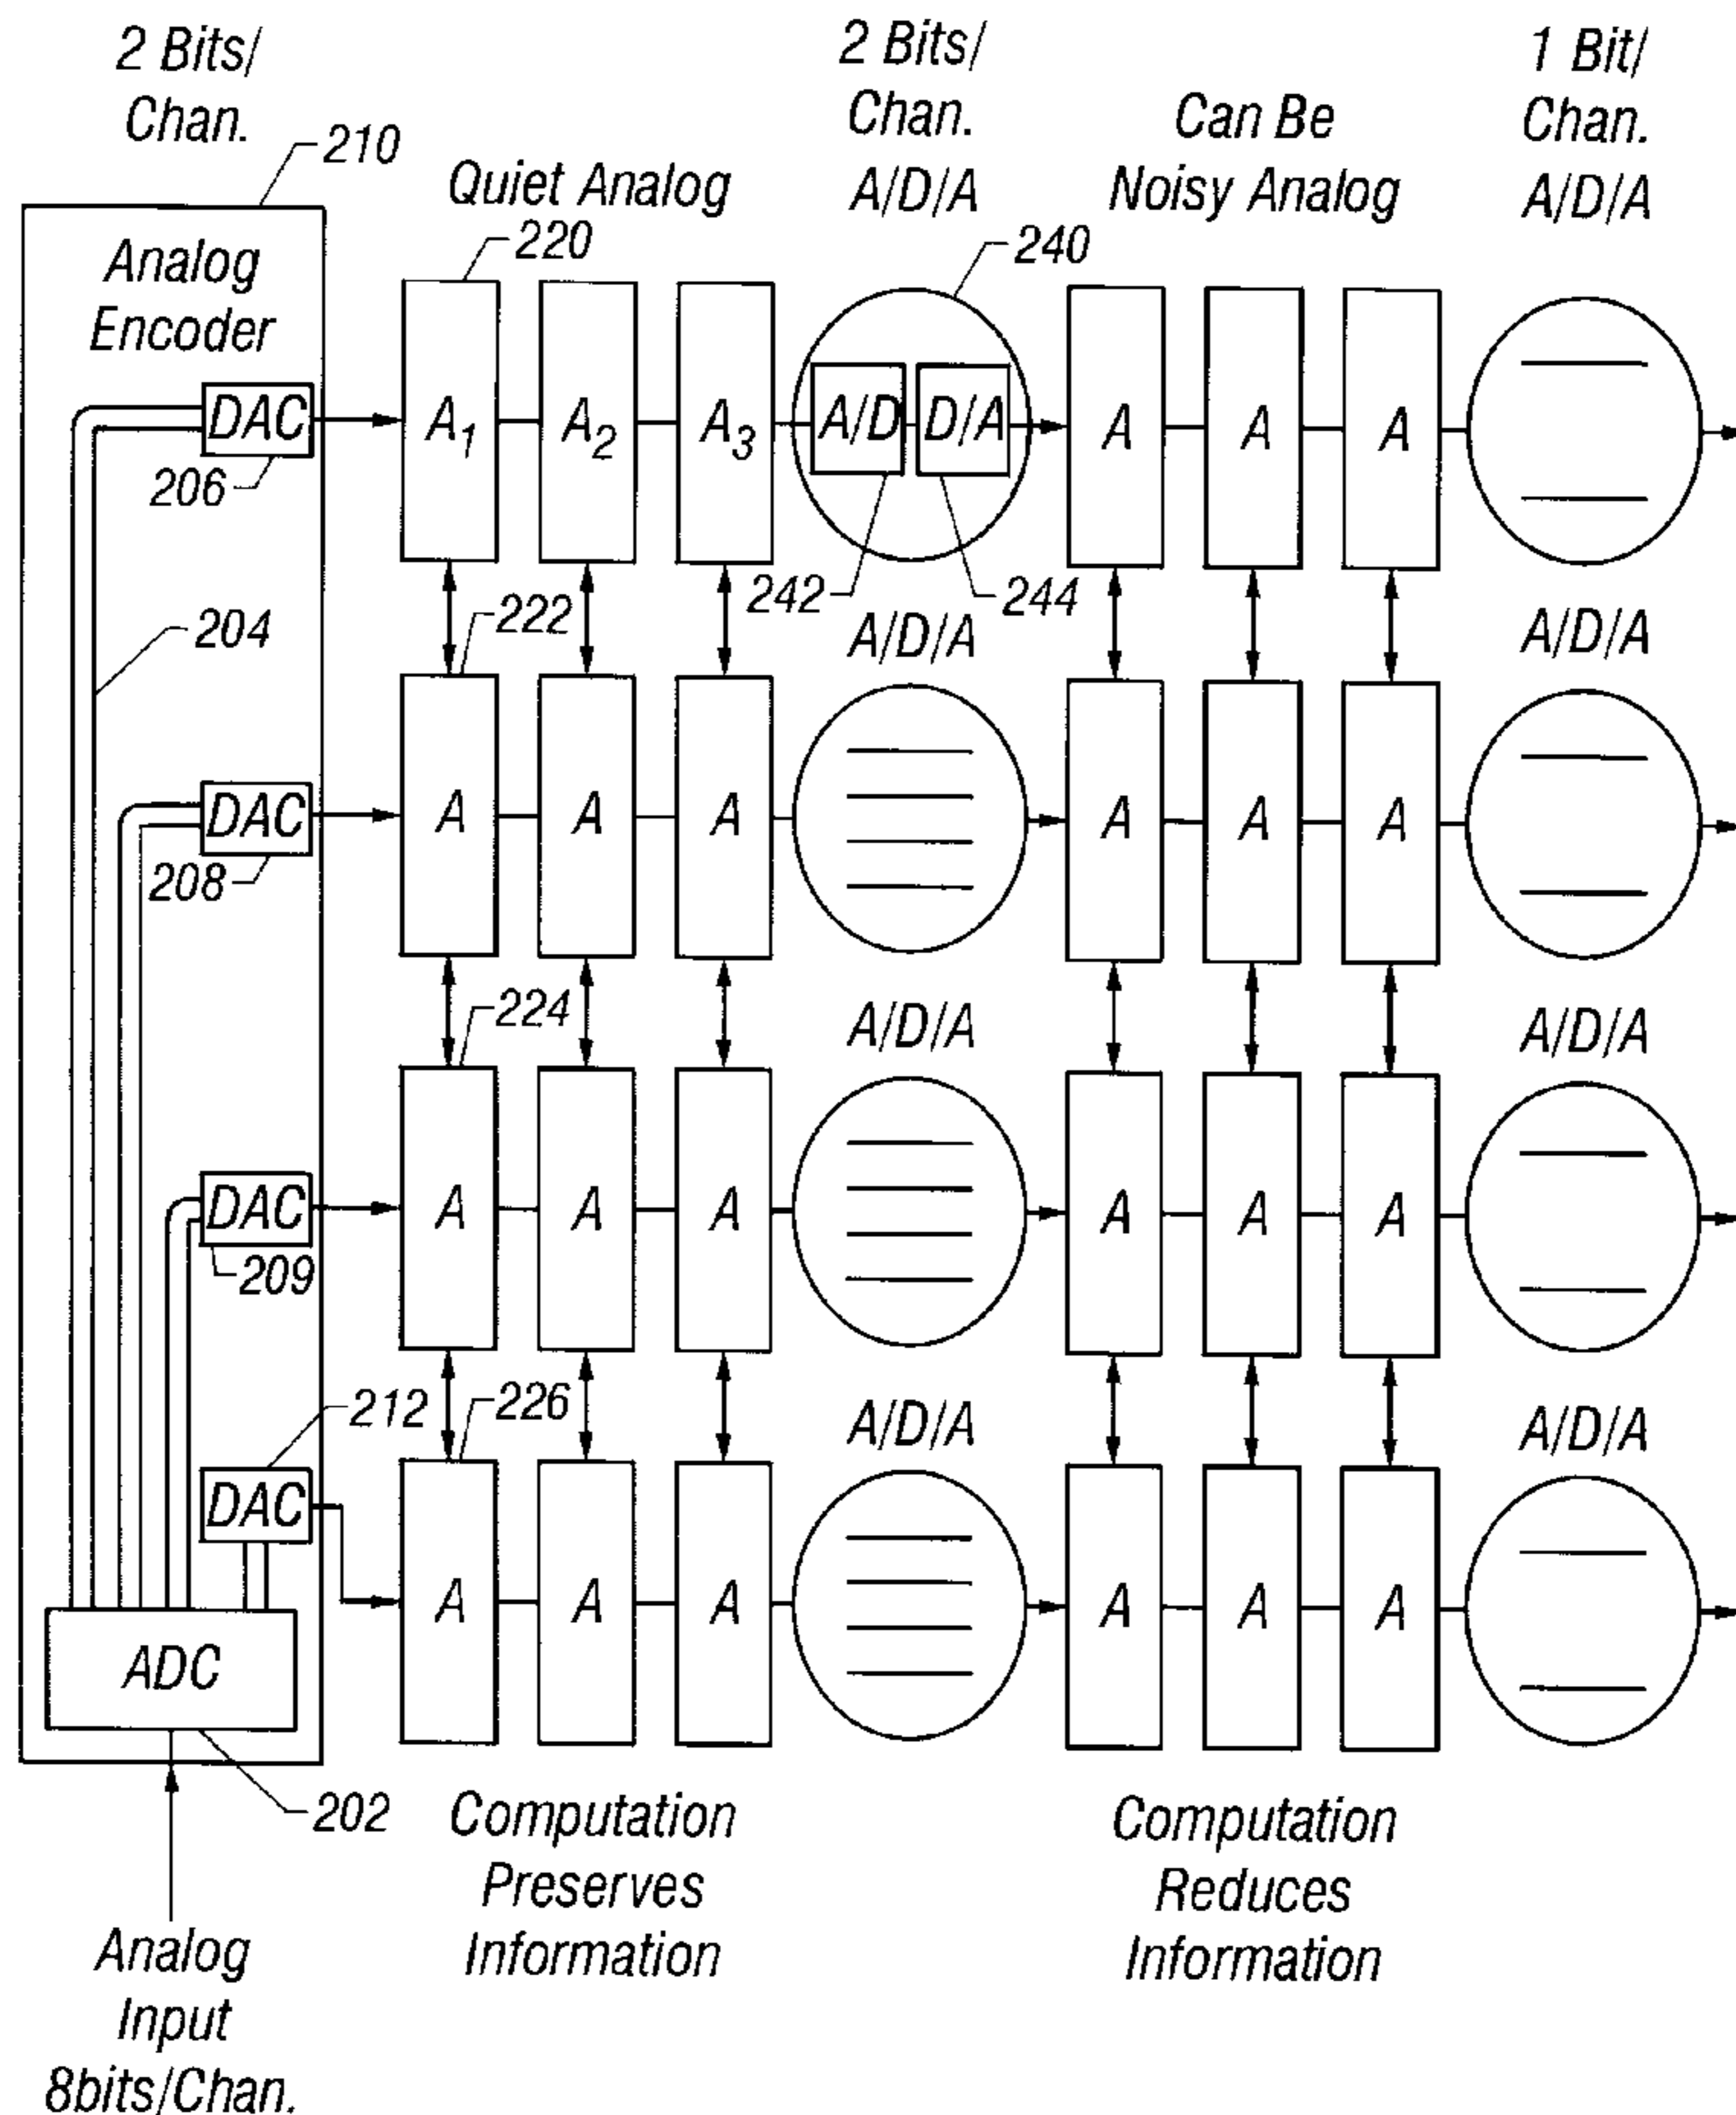 2 Bits/
Chan.
210
Quiet Analog
2 Bits/
Chan.
A/D/A
Can Be
Noisy Analog
1 Bit/
Chan.
A/D/A
Analog
Encoder
220
240
DAC
206
A1
A2
A3
A/D
D/A
242
244
A
A
A
204
222
A/D/A
A/D/A
DAC
208
A
A
A
A
A
A
224
A/D/A
A/D/A
DAC
209
A
A
A
A
A
A
212
226
A/D/A
A/D/A
DAC
A
A
A
A
A
A
ADC
202
Computation
Preserves
Information
Computation
Reduces
Information
Analog
Input
8bits/Chan.